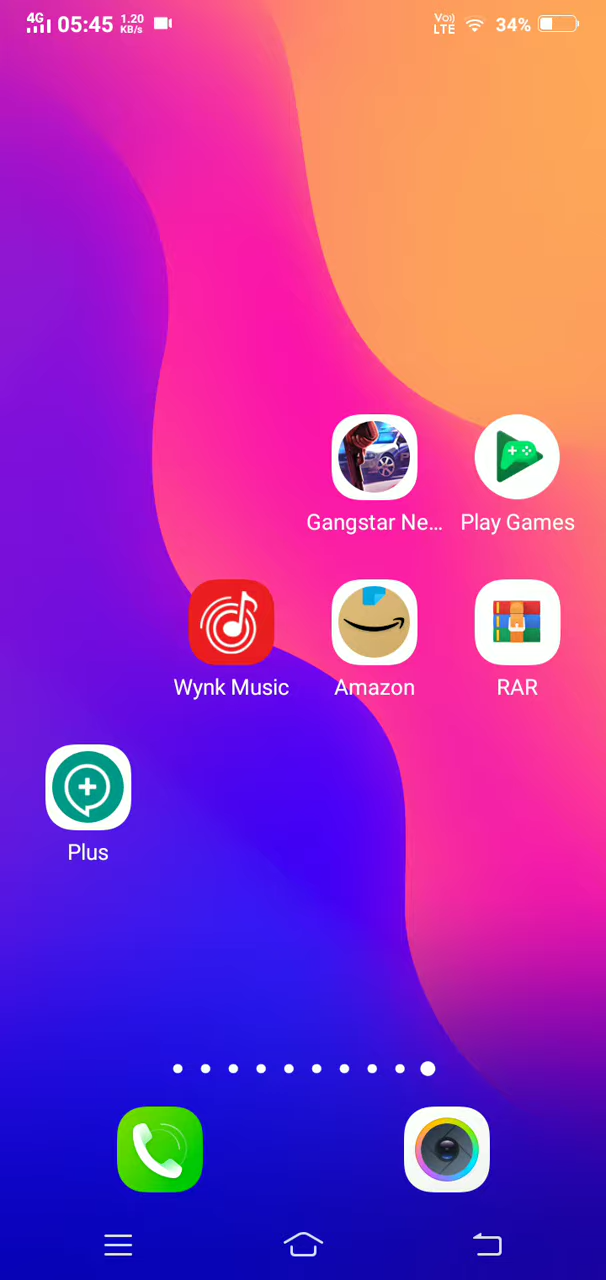 4G 05:45 1.20 KB/s Vo)) LTE 34%
Gangstar Ne... Play Games
Wynk Music Amazon RAR
Plus